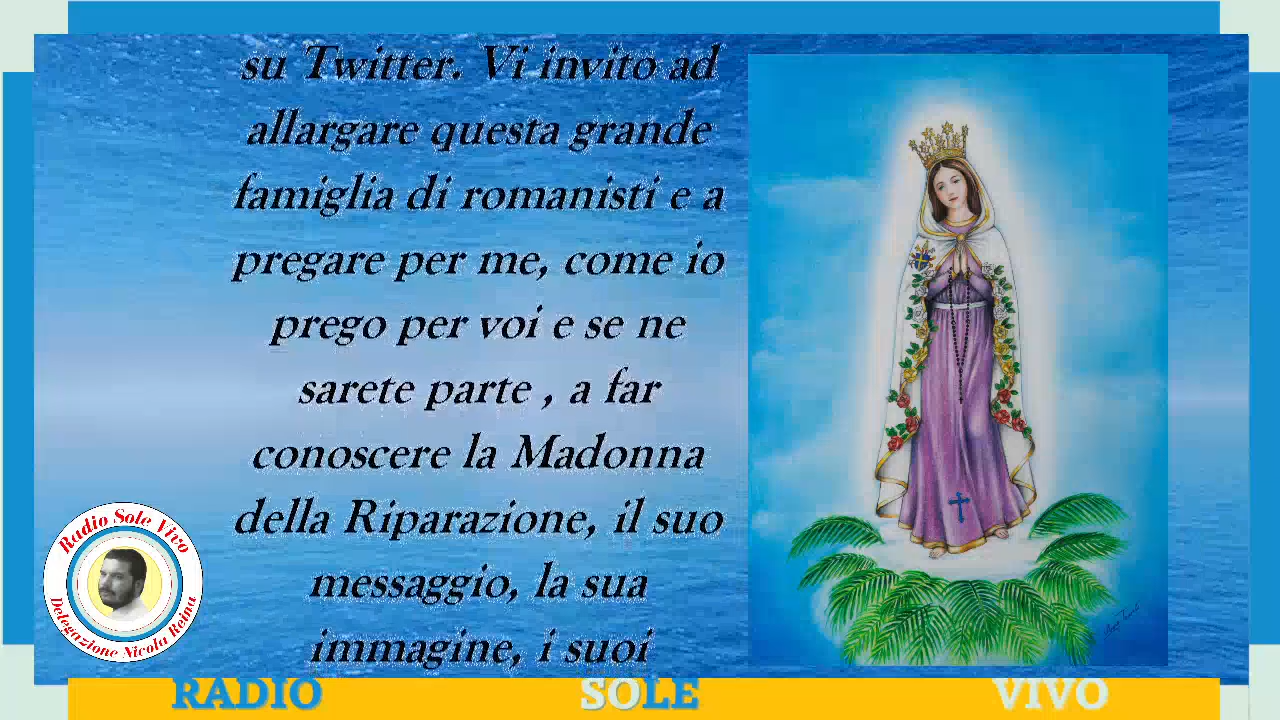 su Twitter. Vi invito ad
allargare questa grande
famiglia di romanisti e a
pregare per me, come io
prego per voi e se ne
sarete parte , a far
conoscere la Madonna
della Riparazione, il suo
messaggio, la sua
immagine, i suoi
Radio Sole Vivo
Delegazione Nicola Reina
RADIO SOLE VIVO